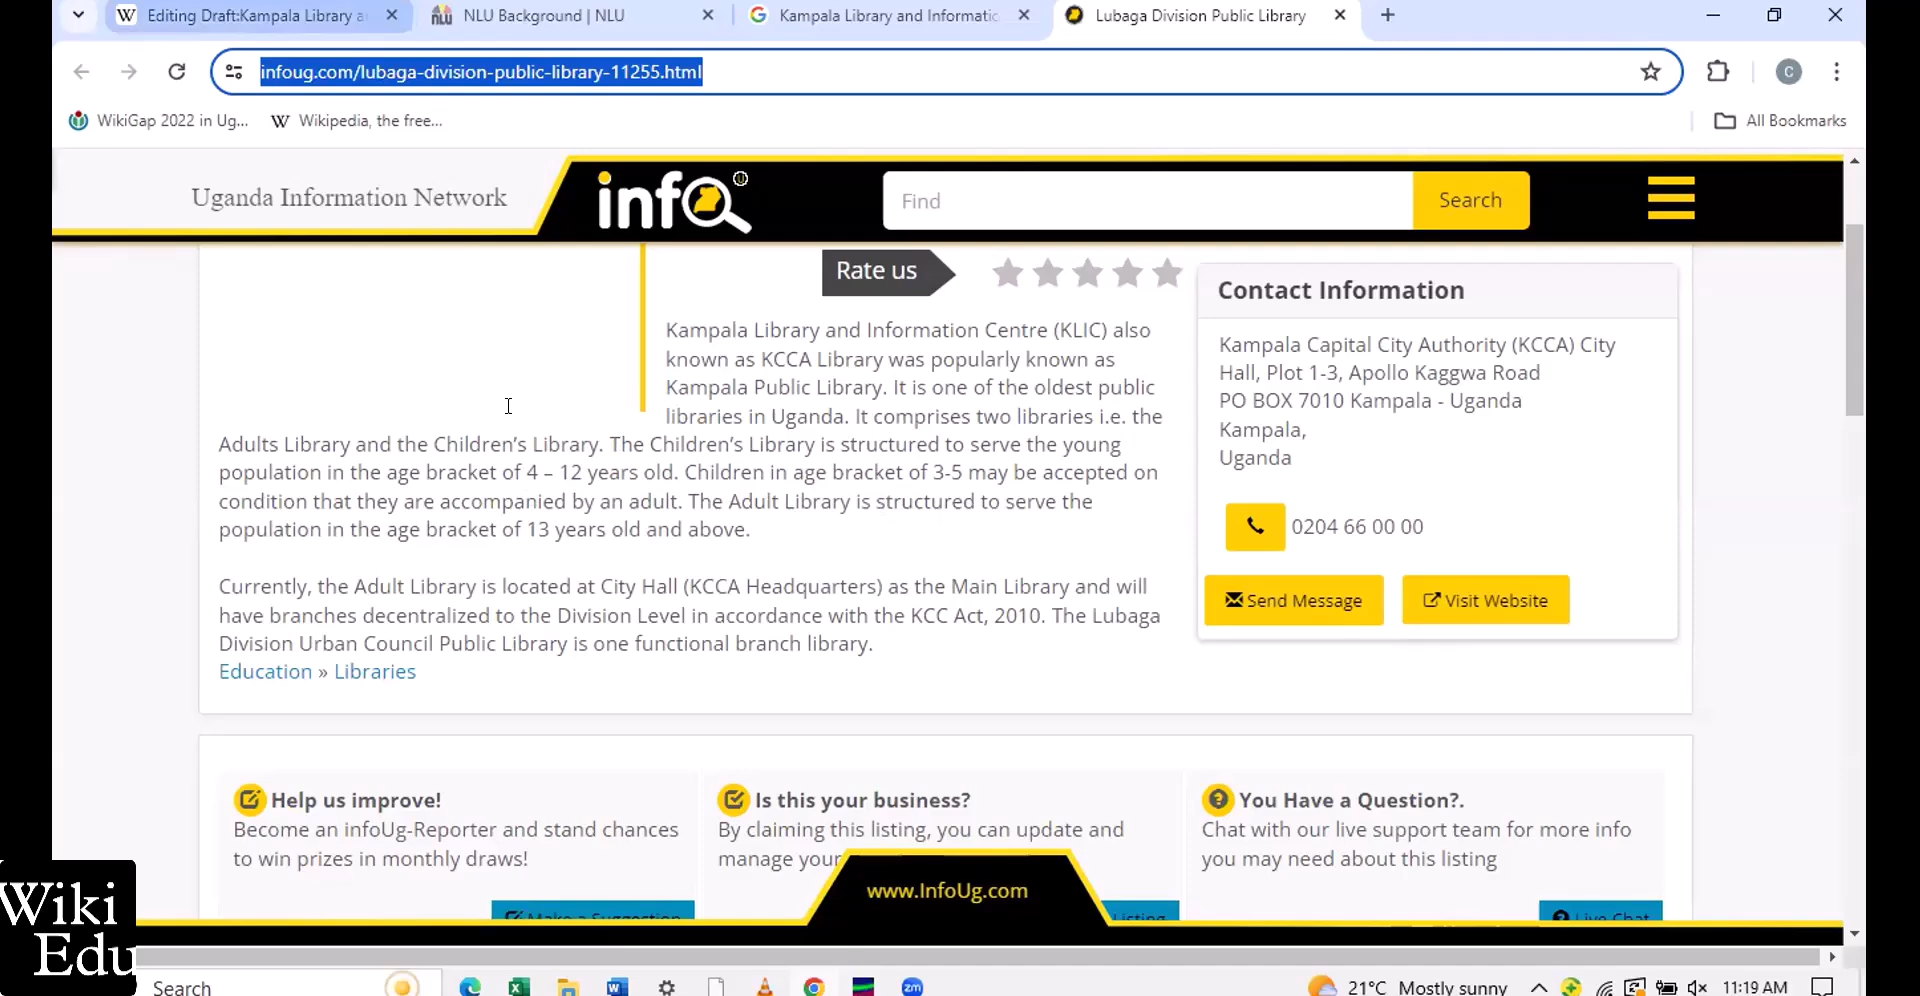 Editing Draft:Kampala Library a
NLU Background | NLU
Kampala Library and Informatic
Lubaga Division Public Library
infoug.com/lubaga-division-public-library-11255.html
C
WikiGap 2022 in Ug...
W Wikipedia, the free...
All Bookmarks
Uganda Information Network
info
Find
Search
Rate us
Kampala Library and Information Centre (KLIC) also
known as KCCA Library was popularly known as
Kampala Public Library. It is one of the oldest public
libraries in Uganda. It comprises two libraries i.e. the
Adults Library and the Children’s Library. The Children’s Library is structured to serve the young
population in the age bracket of 4 – 12 years old. Children in age bracket of 3-5 may be accepted on
condition that they are accompanied by an adult. The Adult Library is structured to serve the
population in the age bracket of 13 years old and above.
Currently, the Adult Library is located at City Hall (KCCA Headquarters) as the Main Library and will
have branches decentralized to the Division Level in accordance with the KCC Act, 2010. The Lubaga
Division Urban Council Public Library is one functional branch library.
Education » Libraries
Contact Information
Kampala Capital City Authority (KCCA) City
Hall, Plot 1-3, Apollo Kaggwa Road
PO BOX 7010 Kampala - Uganda
Kampala,
Uganda
0204 66 00 00
Send Message
Visit Website
Help us improve!
Become an infoUg-Reporter and stand chances
to win prizes in monthly draws!
Make a Suggestion
Is this your business?
By claiming this listing, you can update and
manage your
Listing
You Have a Question?.
Chat with our live support team for more info
you may need about this listing
Live Chat
www.InfoUg.com
Wiki
Edu
Search
zm
21°C Mostly sunny
11:19 AM